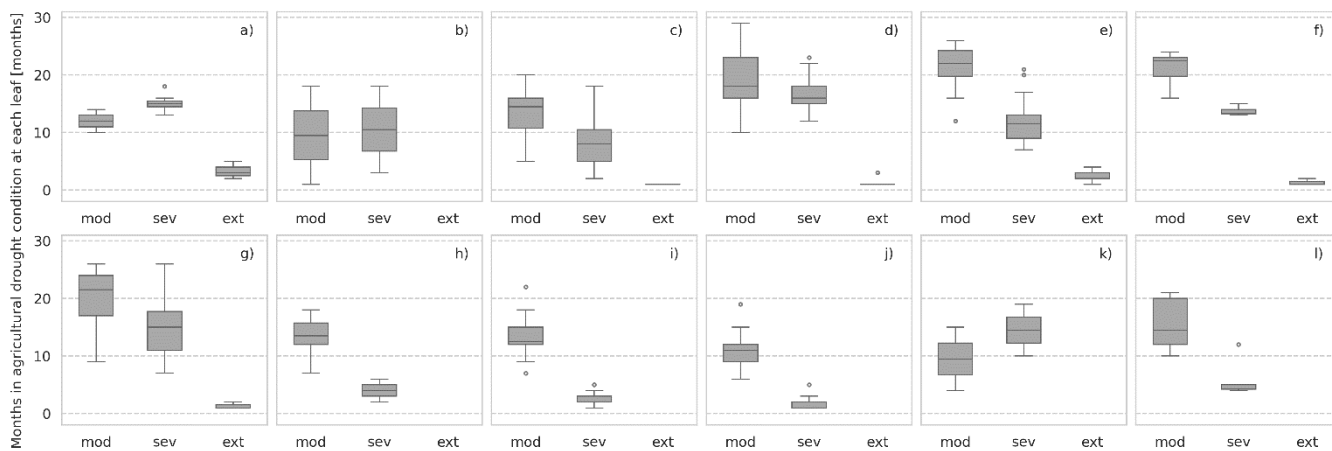 Months in agricultural drought condition at each leaf [months]
30
20
10
0
a)
b)
c)
d)
e)
f)
mod sev ext
mod sev ext
mod sev ext
mod sev ext
mod sev ext
mod sev ext
30
20
10
0
g)
h)
i)
j)
k)
l)
mod sev ext
mod sev ext
mod sev ext
mod sev ext
mod sev ext
mod sev ext